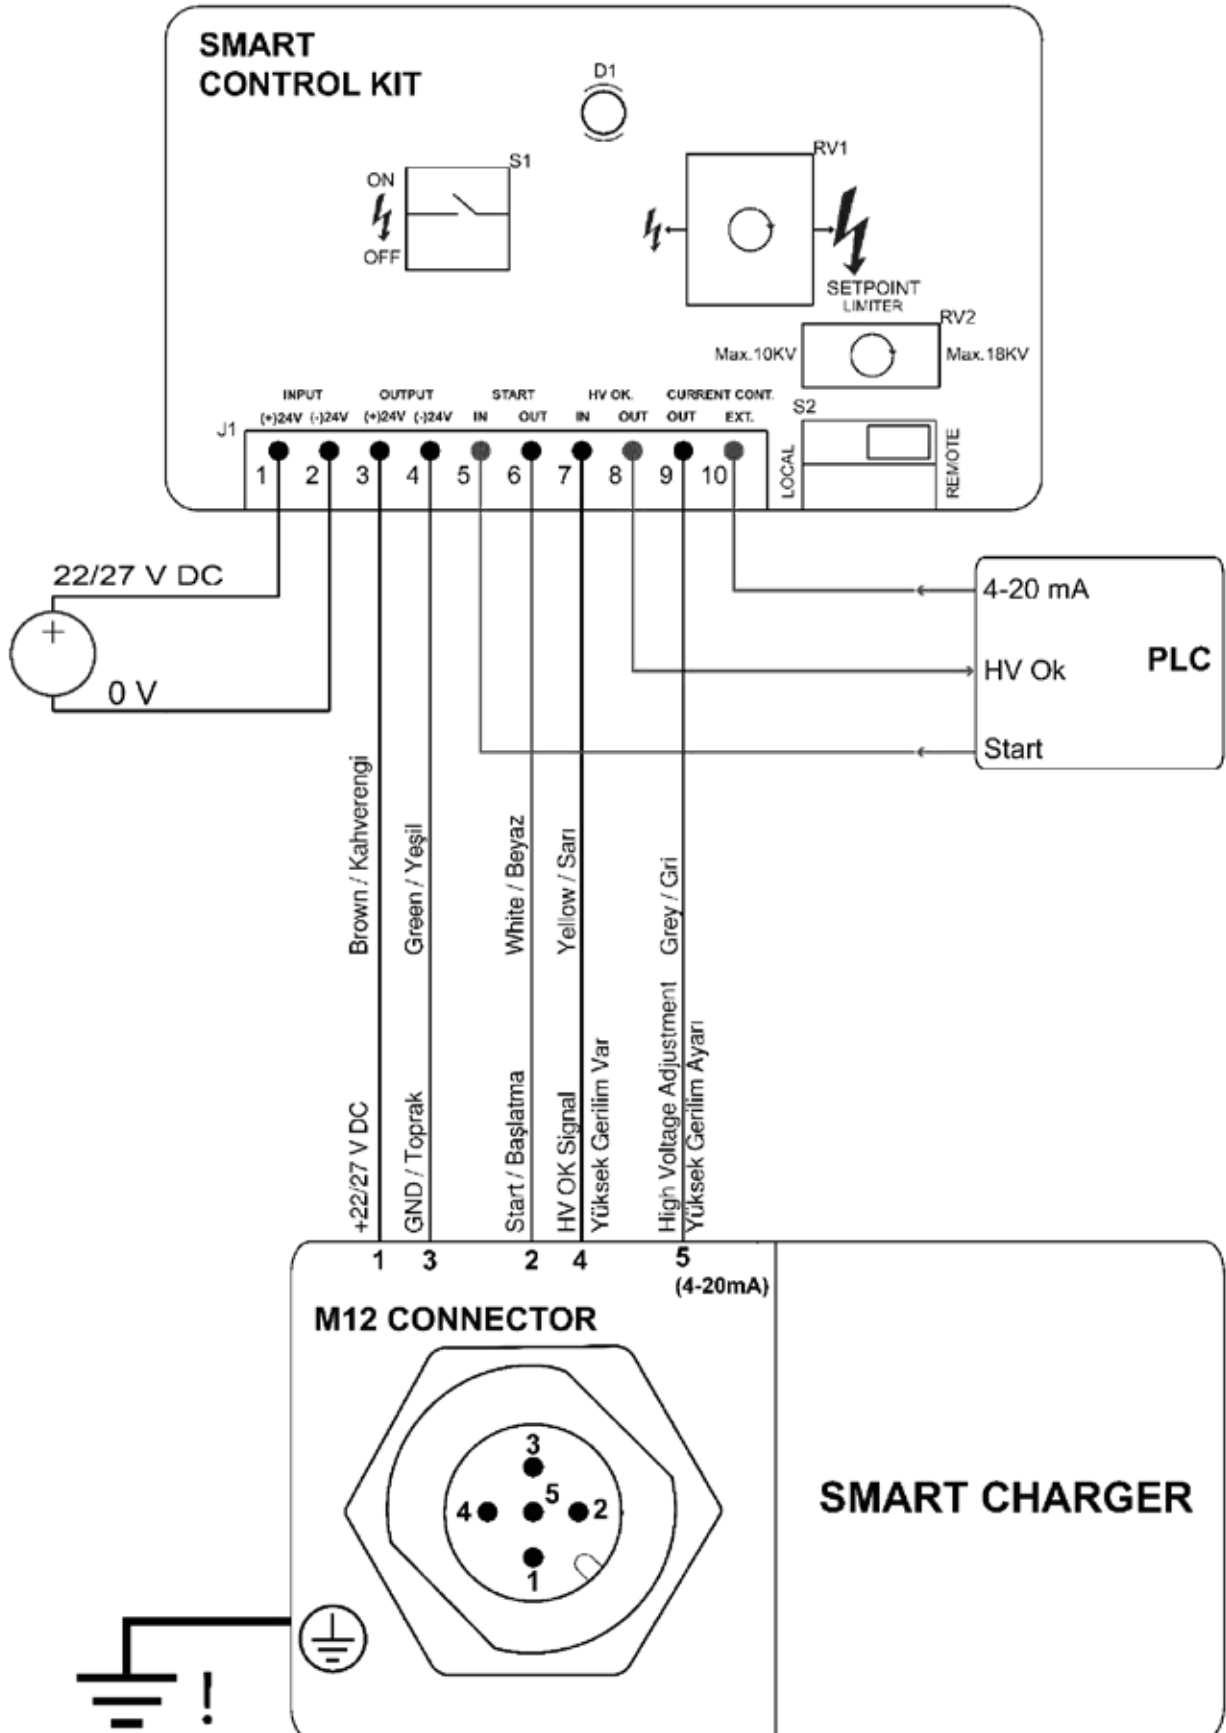 SMART
CONTROL KIT
D1
S1
ON
OFF
RV1
SETPOINT
LIMITER
RV2
Max.10KV
Max.18KV
S2
LOCAL
REMOTE
INPUT OUTPUT START HV OK. CURRENT CONT.
(+)24V (-)24V (+)24V (-)24V IN OUT IN OUT OUT EXT.
J1
1 2 3 4 5 6 7 8 9 10
22/27 V DC
+
0 V
4-20 mA
HV Ok
Start
PLC
Brown / Kahverengi
Green / Yeşil
White / Beyaz
Yellow / Sarı
Grey / Gri
+22/27 V DC
GND / Toprak
Start / Başlatma
HV OK Signal
Yüksek Gerilim Var
High Voltage Adjustment
Yüksek Gerilim Ayarı
1 3 2 4 5
(4-20mA)
M12 CONNECTOR
3
4 5 2
1
SMART CHARGER
!